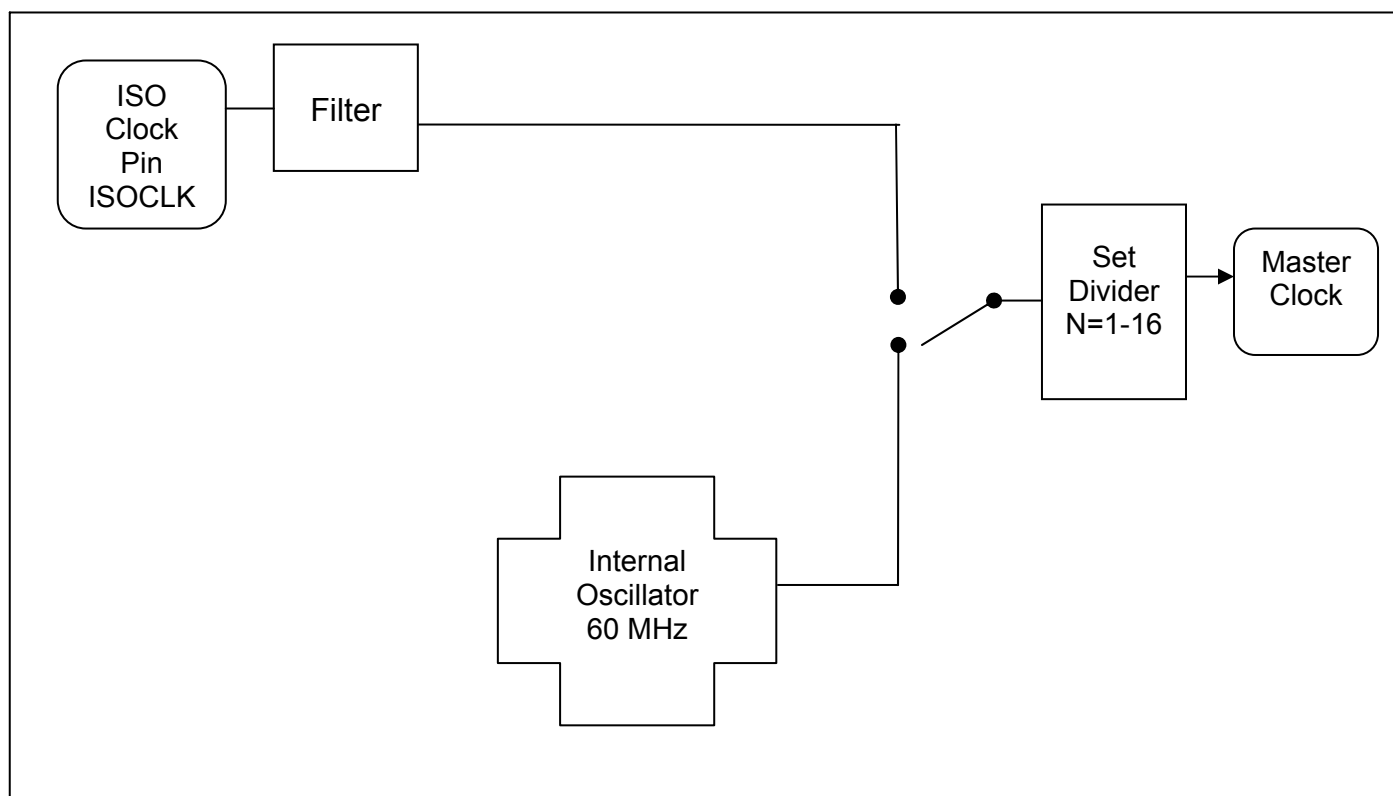 ISO
Clock
Pin
ISOCLK
Filter
Set
Divider
N=1-16
Master
Clock
Internal
Oscillator
60 MHz